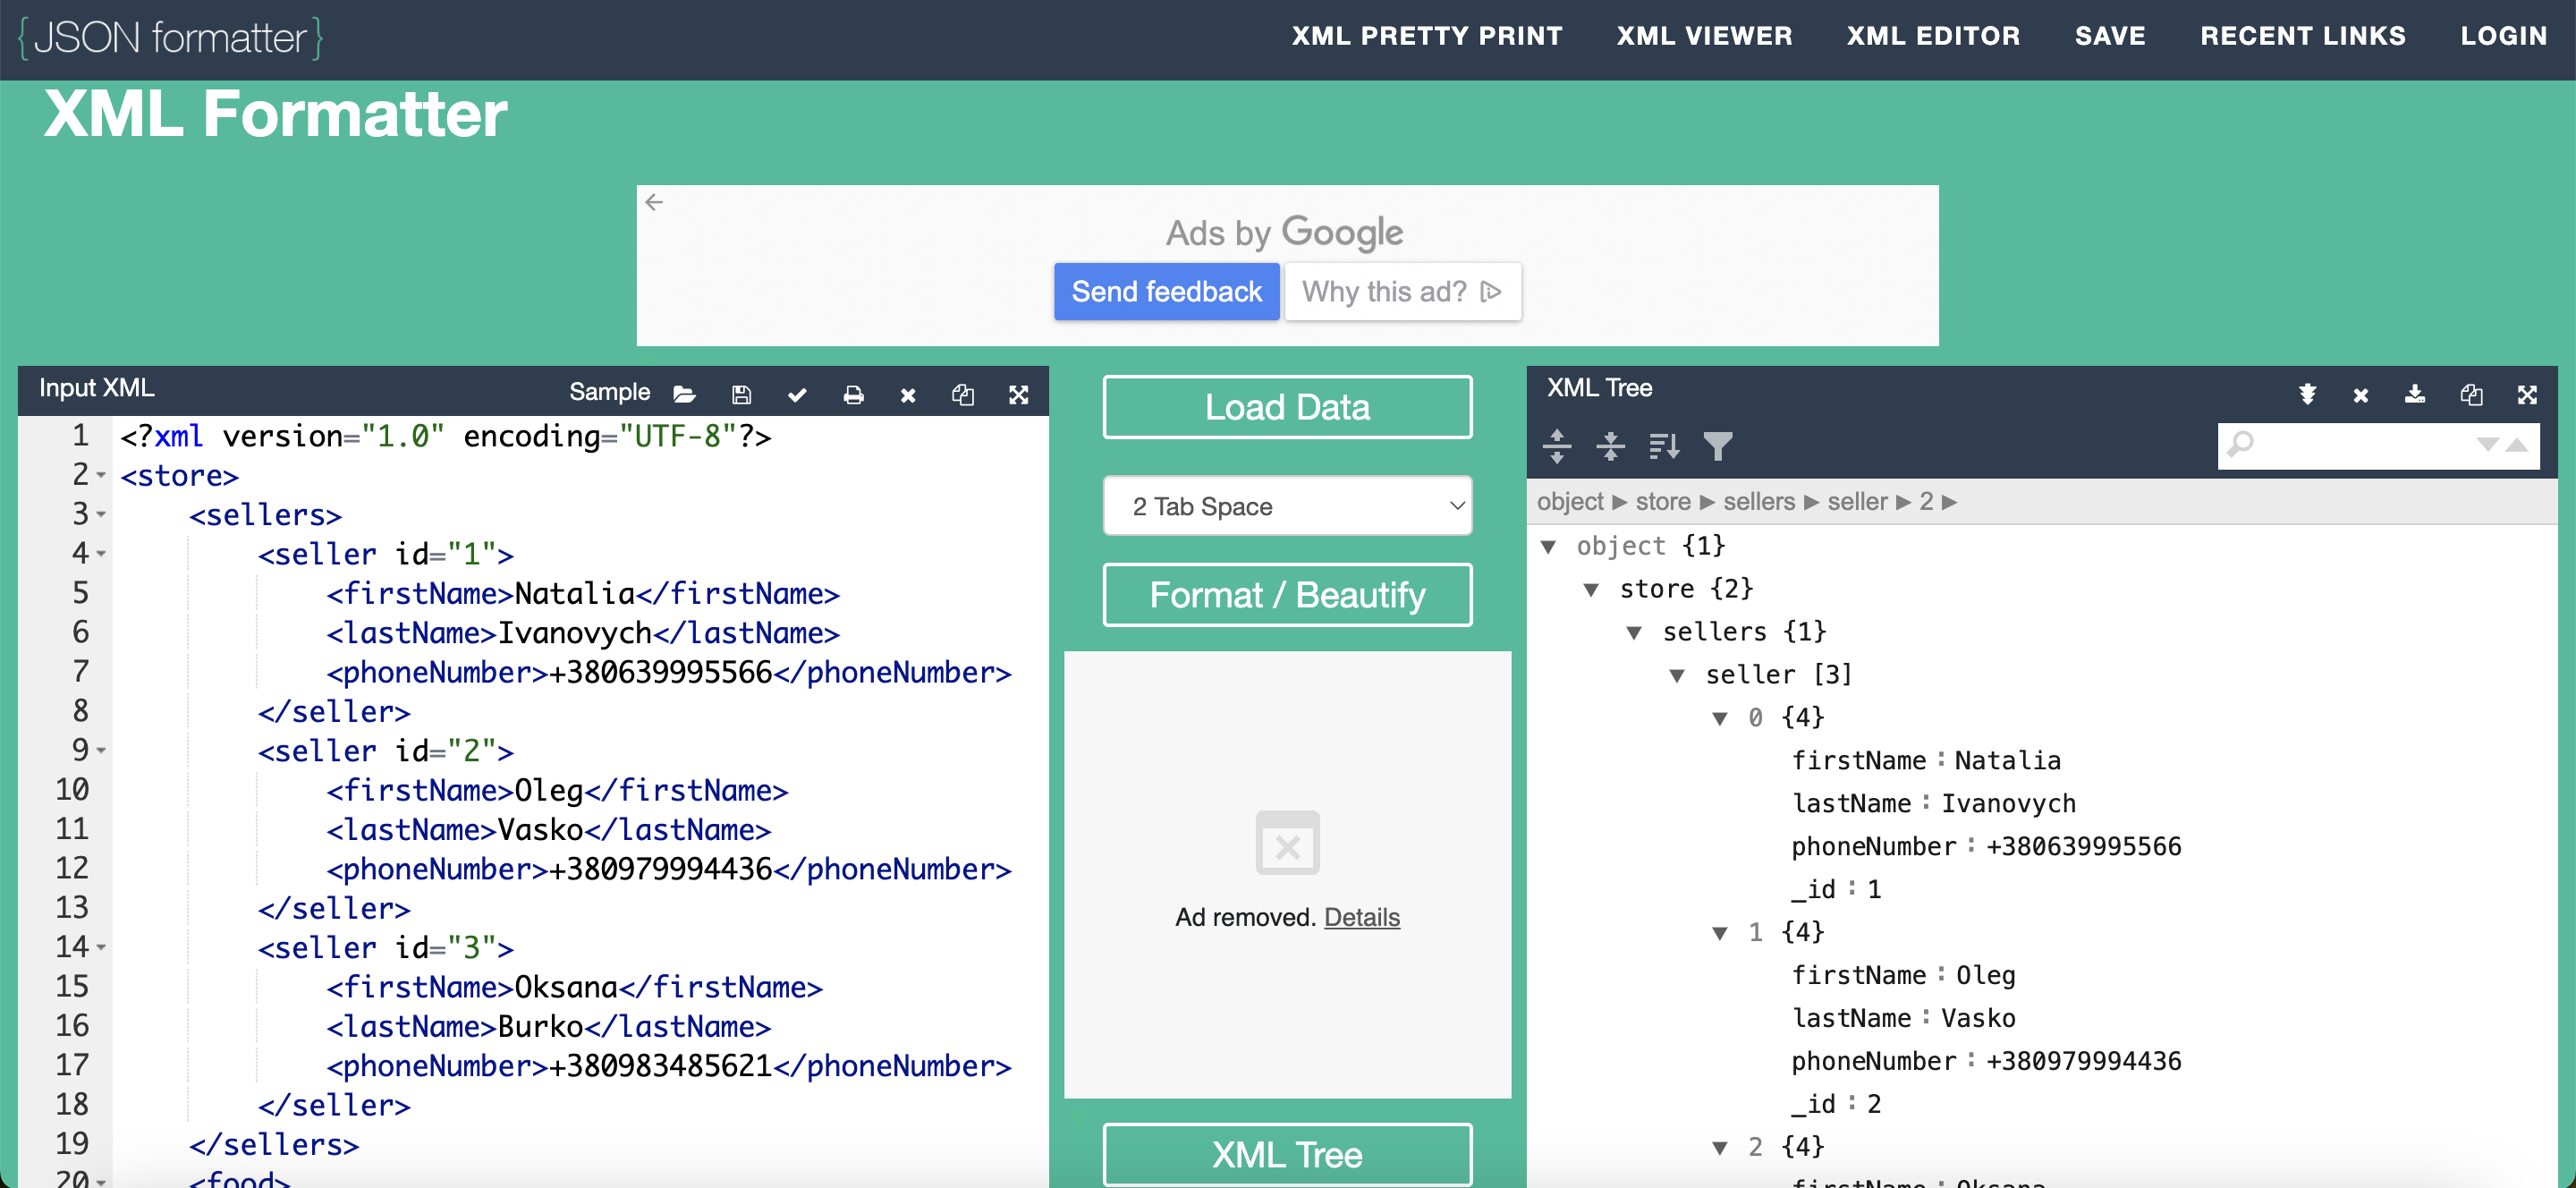 {JSON formatter}
XML PRETTY PRINT XML VIEWER XML EDITOR SAVE RECENT LINKS LOGIN
XML Formatter
Ads by Google
Send feedback Why this ad?
Input XML Sample
1 <?xml version="1.0" encoding="UTF-8"?>
2 <store>
3 <sellers>
4 <seller id="1">
5 <firstName>Natalia</firstName>
6 <lastName>Ivanovych</lastName>
7 <phoneNumber>+380639995566</phoneNumber>
8 </seller>
9 <seller id="2">
10 <firstName>Oleg</firstName>
11 <lastName>Vasko</lastName>
12 <phoneNumber>+380979994436</phoneNumber>
13 </seller>
14 <seller id="3">
15 <firstName>Oksana</firstName>
16 <lastName>Burko</lastName>
17 <phoneNumber>+380983485621</phoneNumber>
18 </seller>
19 </sellers>
20 <food>
Load Data
2 Tab Space
Format / Beautify
Ad removed. Details
XML Tree
XML Tree
object ► store ► sellers ► seller ► 2 ►
object {1}
store {2}
sellers {1}
seller [3]
0 {4}
firstName : Natalia
lastName : Ivanovych
phoneNumber : +380639995566
_id : 1
1 {4}
firstName : Oleg
lastName : Vasko
phoneNumber : +380979994436
_id : 2
2 {4}
firstName : Oksana